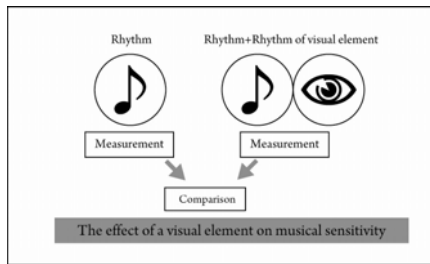 Rhythm
Rhythm+Rhythm of visual element
Measurement
Measurement
Comparison
The effect of a visual element on musical sensitivity